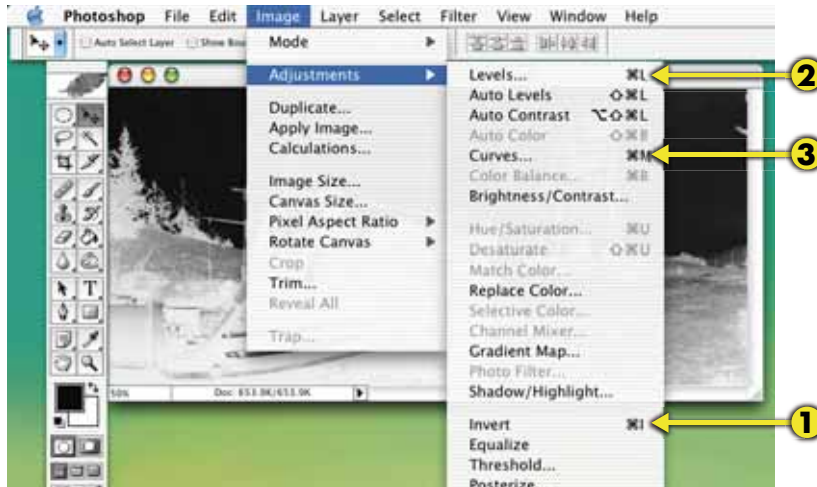 Photoshop File Edit Image Layer Select Filter View Window Help
Auto Select Layer Show Bou
Mode
Adjustments
Duplicate...
Apply Image...
Calculations...
Image Size...
Canvas Size...
Pixel Aspect Ratio
Rotate Canvas
Crop
Trim...
Reveal All
Trap...
Levels... ⌘L
Auto Levels ⇧⌘L
Auto Contrast ⌥⇧⌘L
Auto Color ⇧⌘B
Curves... ⌘M
Color Balance... ⌘B
Brightness/Contrast...
Hue/Saturation... ⌘U
Desaturate ⇧⌘U
Match Color...
Replace Color...
Selective Color...
Channel Mixer...
Gradient Map...
Photo Filter...
Shadow/Highlight...
Invert ⌘I
Equalize
Threshold...
Posterize
2
3
1
T
50% Doc: 653.9K/653.9K